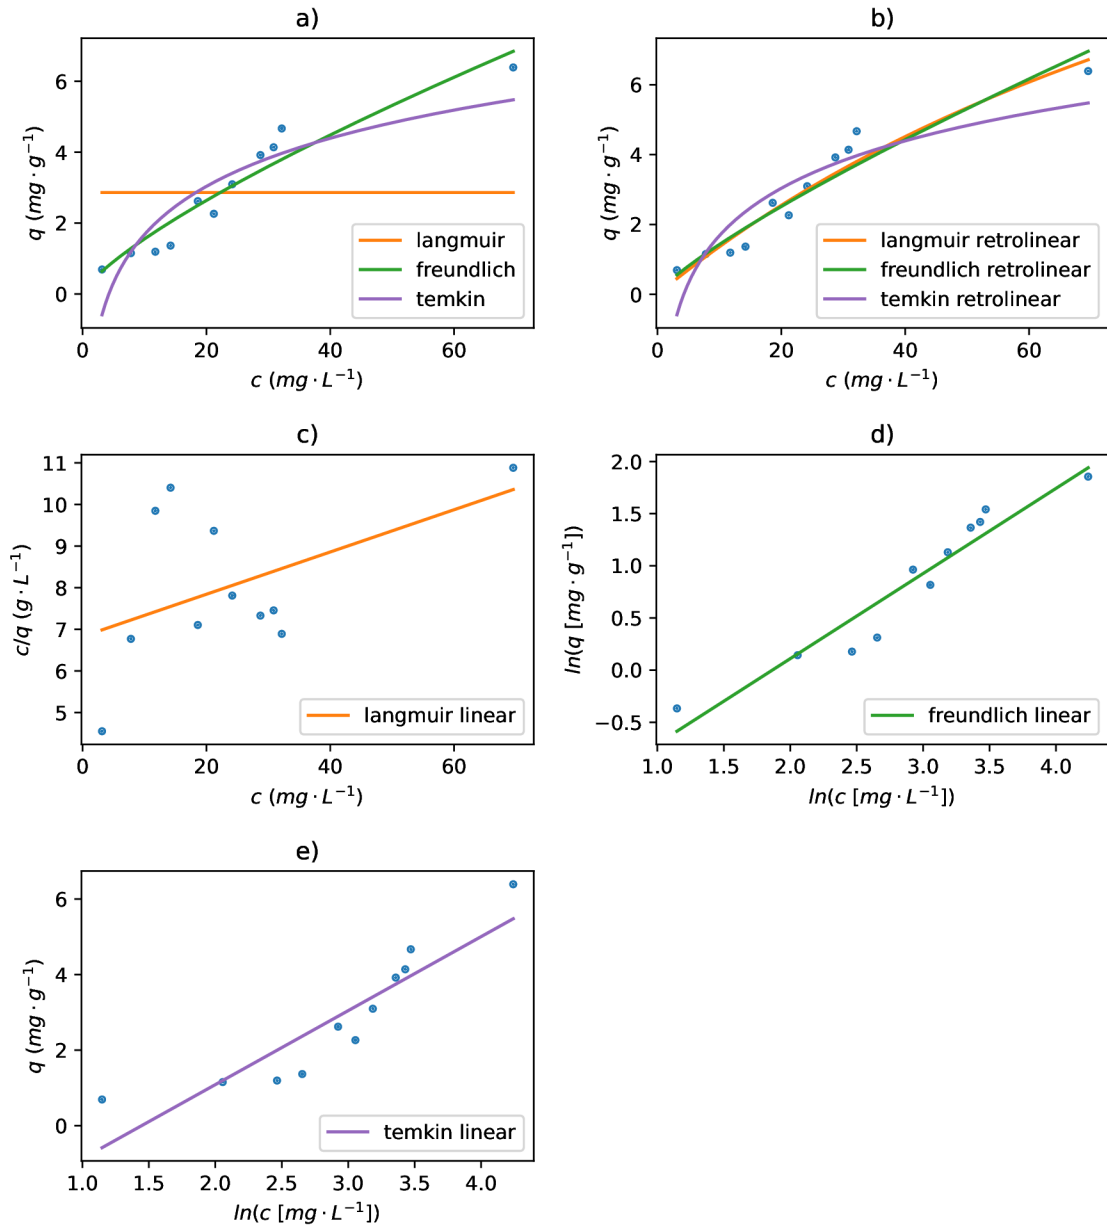 a)
q (mg · g⁻¹)
6
4
2
0
langmuir
freundlich
temkin
0 20 40 60
c (mg · L⁻¹)
b)
q (mg · g⁻¹)
6
4
2
0
langmuir retrolinear
freundlich retrolinear
temkin retrolinear
0 20 40 60
c (mg · L⁻¹)
c)
c/q (g · L⁻¹)
11
10
9
8
7
6
5
langmuir linear
0 20 40 60
c (mg · L⁻¹)
d)
ln(q [mg · g⁻¹])
2.0
1.5
1.0
0.5
0.0
−0.5
freundlich linear
1.0 1.5 2.0 2.5 3.0 3.5 4.0
ln(c [mg · L⁻¹])
e)
q (mg · g⁻¹)
6
4
2
0
temkin linear
1.0 1.5 2.0 2.5 3.0 3.5 4.0
ln(c [mg · L⁻¹])